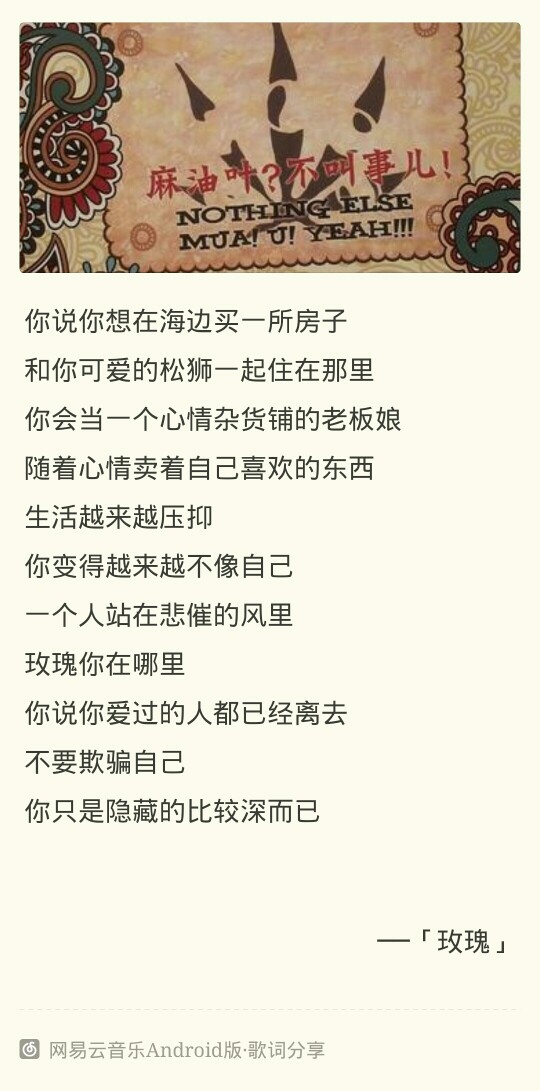 麻油叶?不叫事儿!
NOTHING ELSE
MUA! U! YEAH!!!
你说你想在海边买一所房子
和你可爱的松狮一起住在那里
你会当一个心情杂货铺的老板娘
随着心情卖着自己喜欢的东西
生活越来越压抑
你变得越来越不像自己
一个人站在悲催的风里
玫瑰你在哪里
你说你爱过的人都已经离去
不要欺骗自己
你只是隐藏的比较深而已
——「玫瑰」
网易云音乐Android版·歌词分享